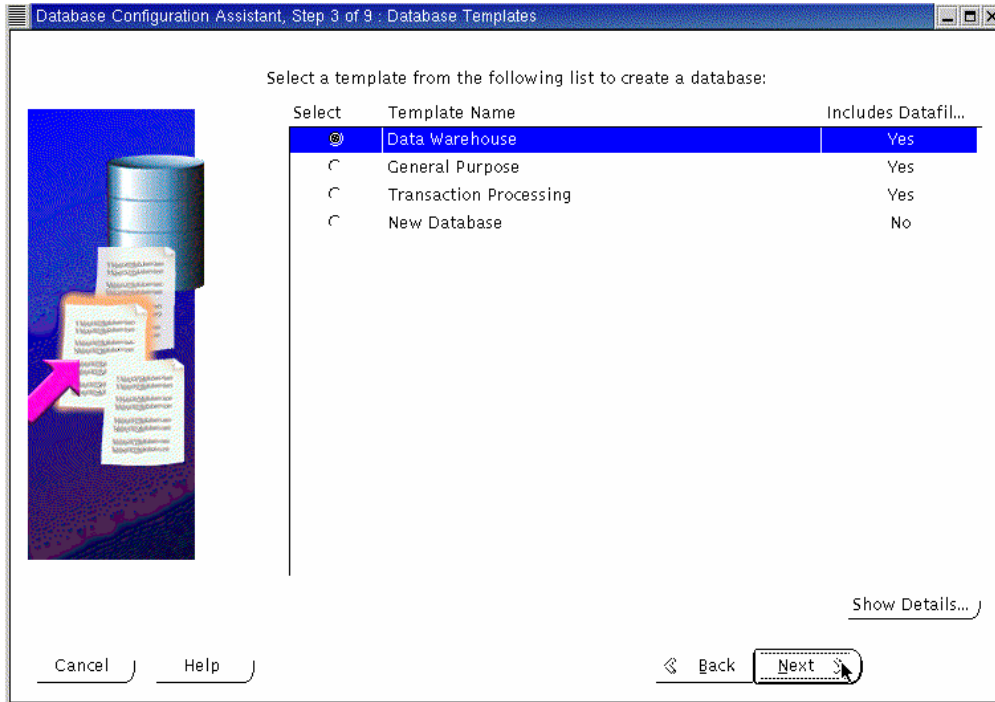 Database Configuration Assistant, Step 3 of 9 : Database Templates
Select a template from the following list to create a database:
Select Template Name Includes Datafil...
Data Warehouse Yes
General Purpose Yes
Transaction Processing Yes
New Database No
Show Details...
Cancel Help Back Next